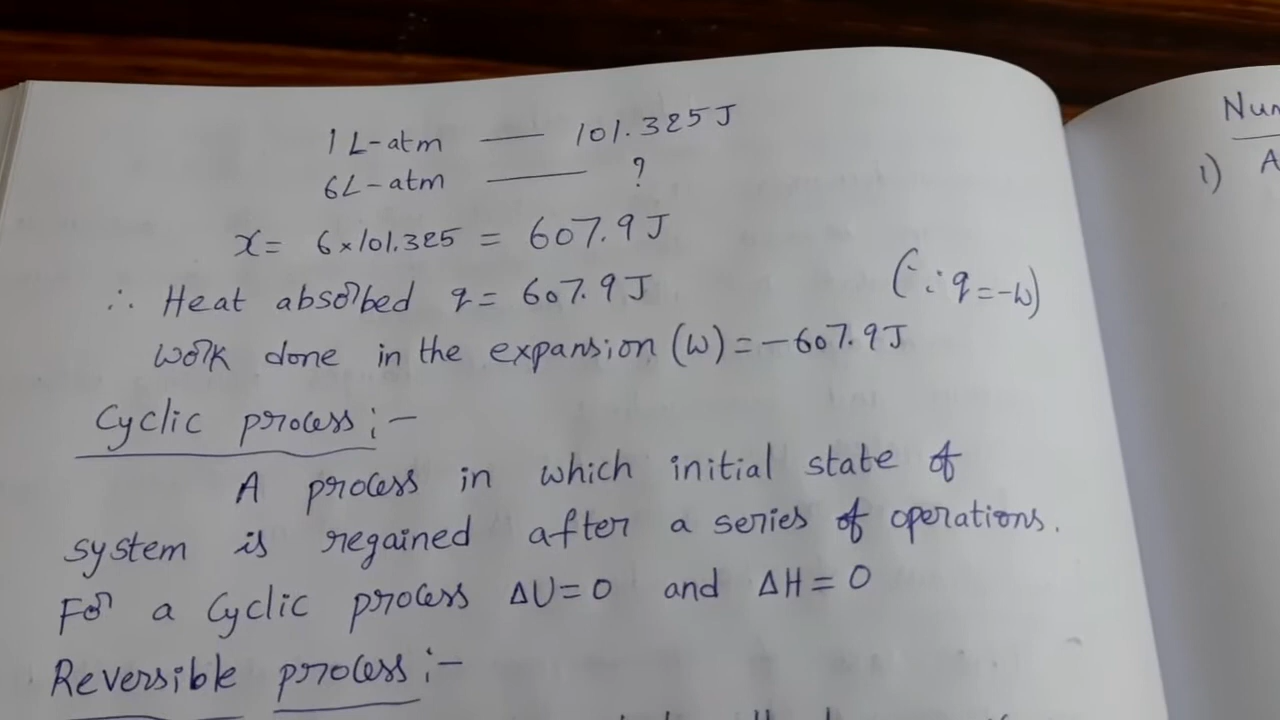 1 L-atm — 101.325 J
6L-atm — ?
x = 6×101.325 = 607.9 J
∴ Heat absorbed q = 607.9 J (∵ q = -w)
work done in the expansion (w) = -607.9 J
Cyclic process :-
A process in which initial state of
system is regained after a series of operations.
For a cyclic process ΔU = 0 and ΔH = 0
Reversible process :-
1) A